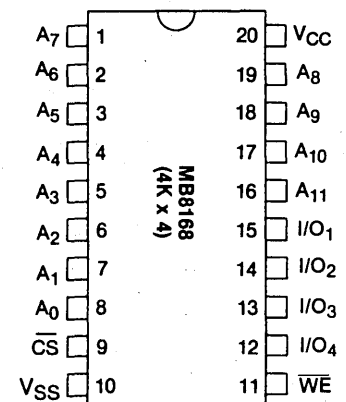 A7 1 20 VCC
A6 2 19 A8
A5 3 18 A9
A4 4 17 A10
A3 5 16 A11
A2 6 15 I/O1
A1 7 14 I/O2
A0 8 13 I/O3
C̅S̅ 9 12 I/O4
VSS 10 11 W̅E̅
MB8168
(4K x 4)